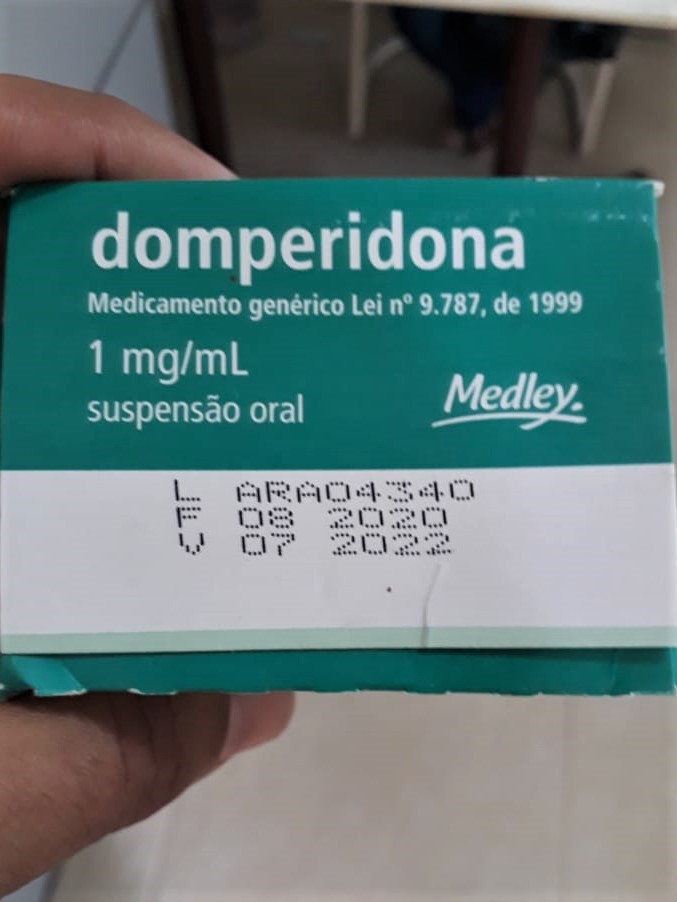 domperidona
Medicamento genérico Lei nº 9.787, de 1999
1 mg/mL
suspensão oral
Medley.
L ARA04340
F 08 2020
V 07 2022